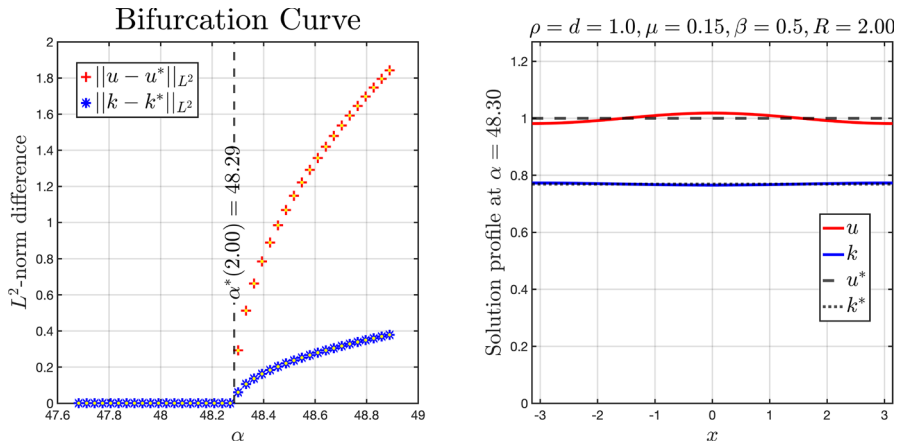 Bifurcation Curve
2
1.8
1.6
1.4
1.2
1
0.8
0.6
0.4
0.2
0
L²-norm difference
||u − u*||_{L²}
||k − k*||_{L²}
α*(2.00) = 48.29
47.6 47.8 48 48.2 48.4 48.6 48.8 49
α
ρ = d = 1.0, μ = 0.15, β = 0.5, R = 2.00
Solution profile at α = 48.30
1.2
1
0.8
0.6
0.4
0.2
0
u
k
u*
k*
-3 -2 -1 0 1 2 3
x